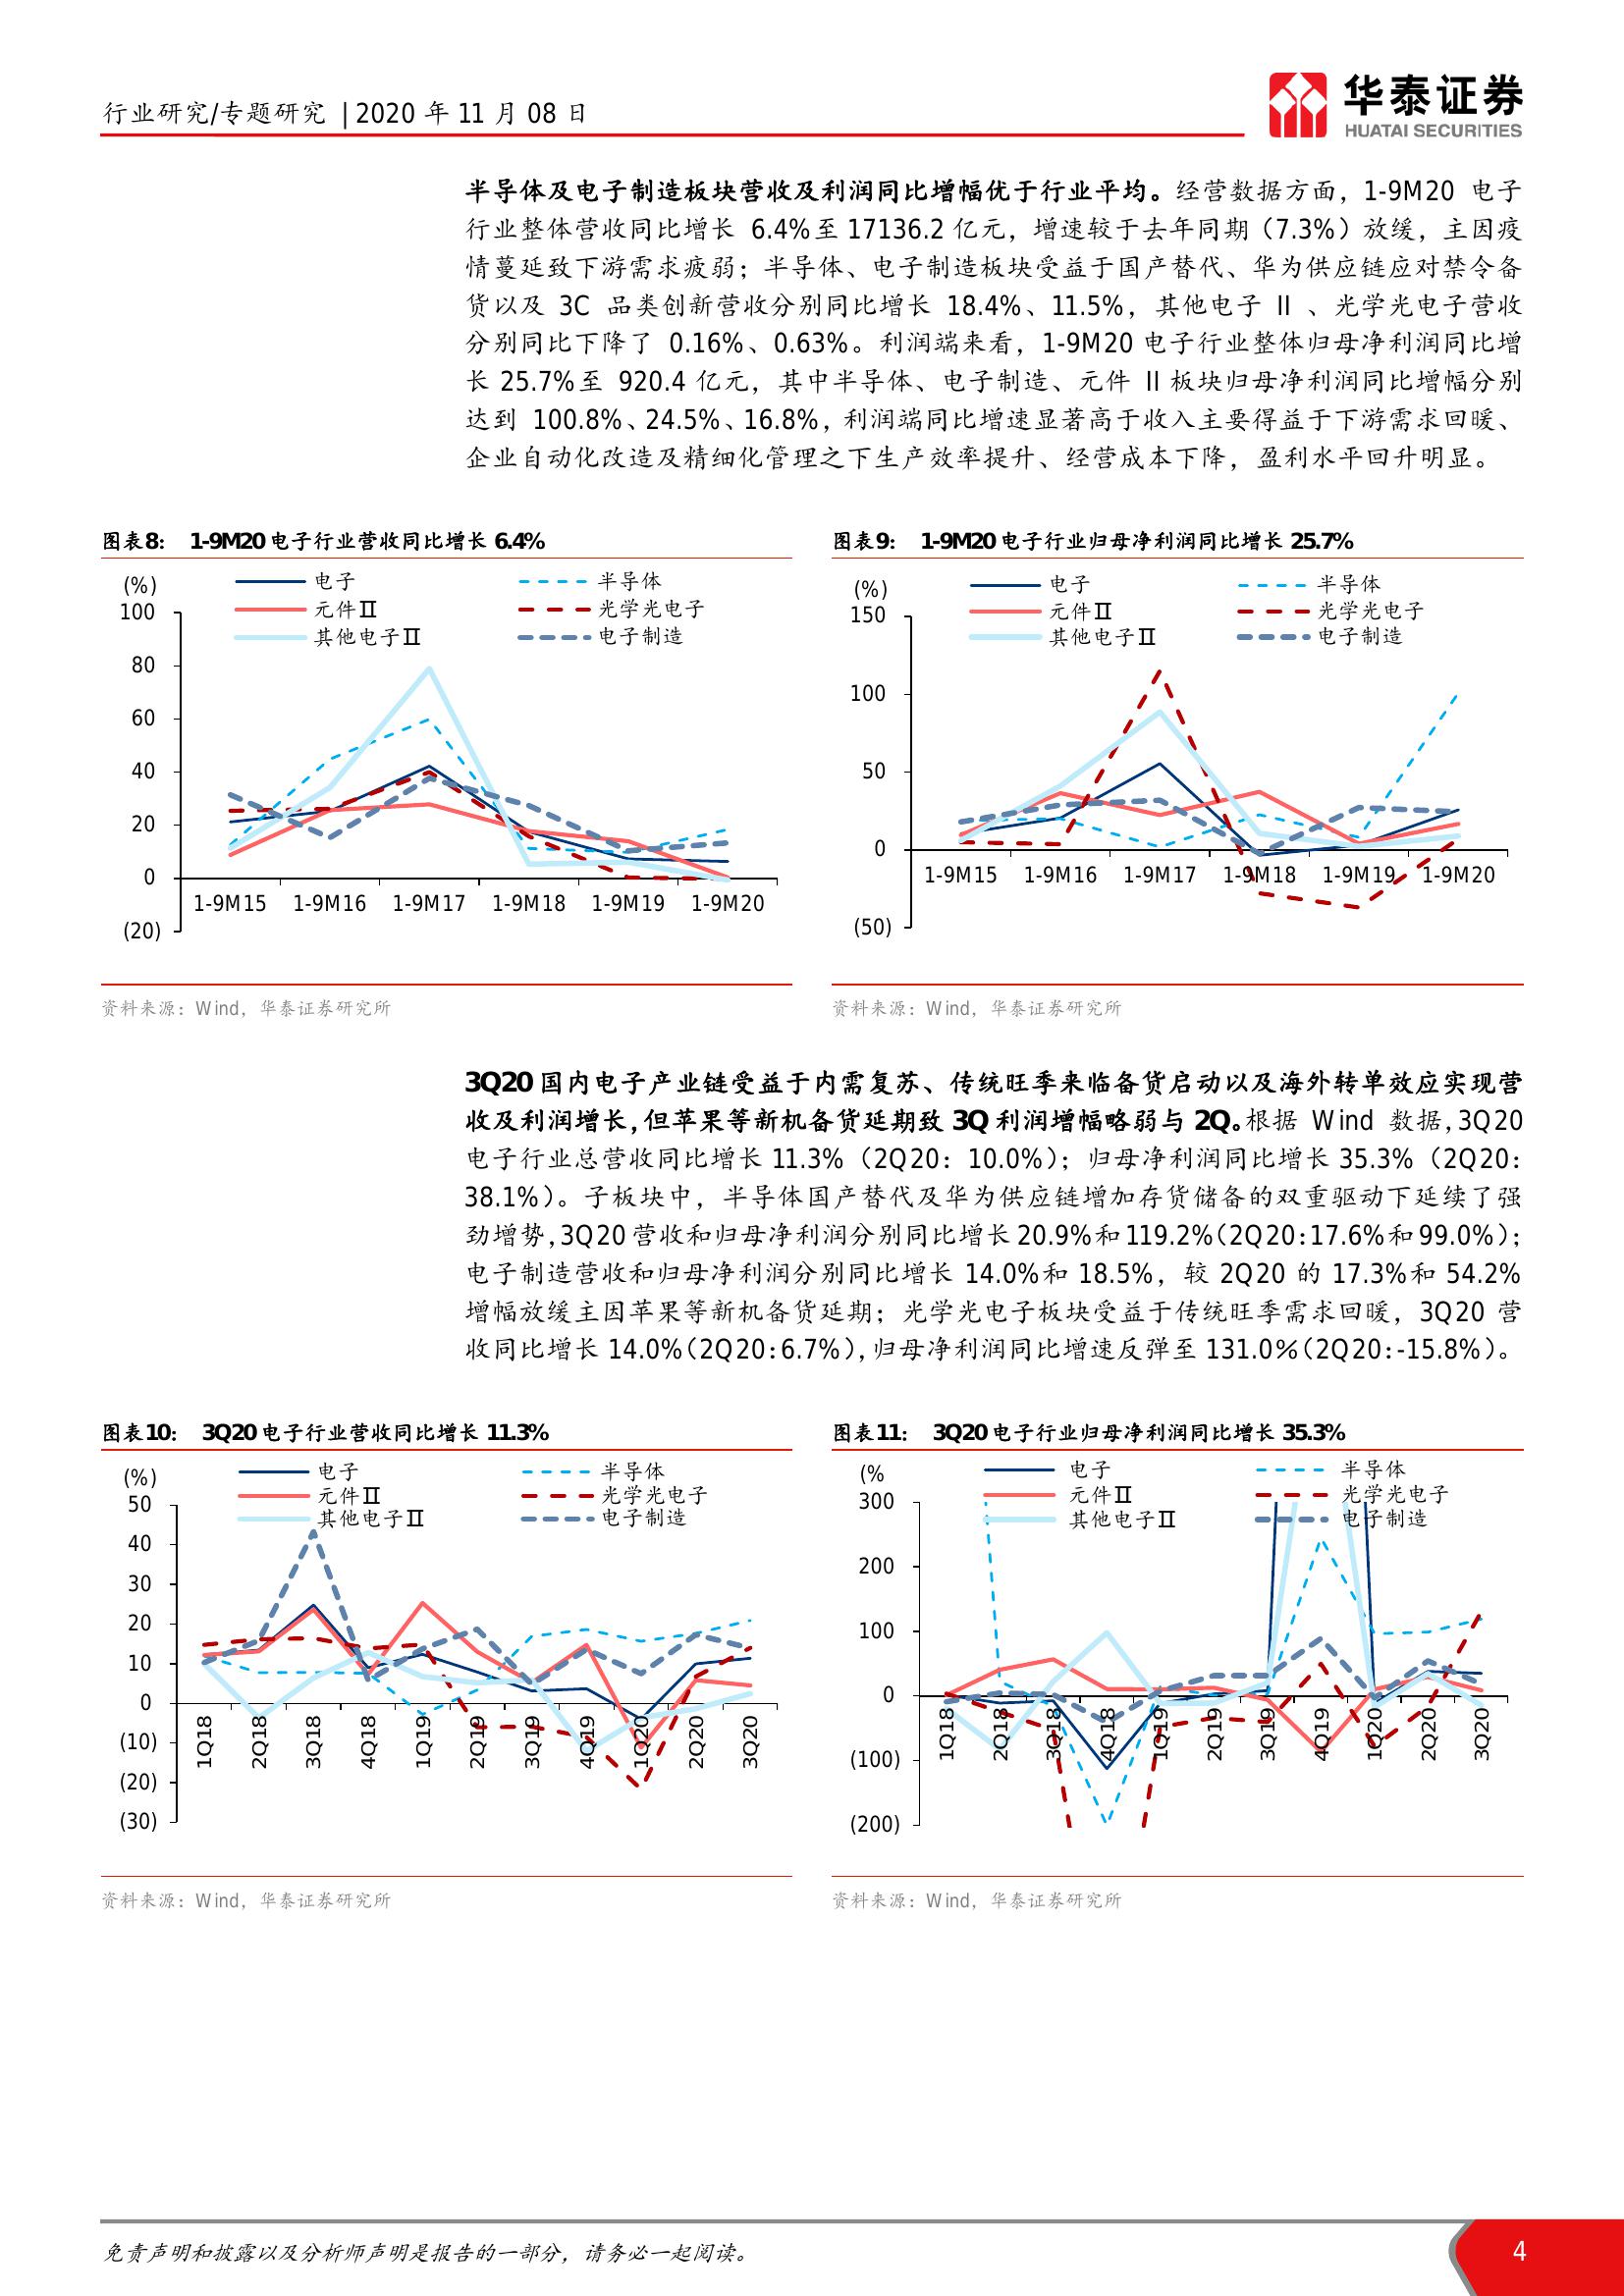 行业研究/专题研究 | 2020 年 11 月 08 日
华泰证券
HUATAI SECURITIES
半导体及电子制造板块营收及利润同比增幅优于行业平均。经营数据方面，1-9M20 电子
行业整体营收同比增长 6.4%至 17136.2 亿元，增速较于去年同期（7.3%）放缓，主因疫
情蔓延致下游需求疲弱；半导体、电子制造板块受益于国产替代、华为供应链应对禁令备
货以及 3C 品类创新营收分别同比增长 18.4%、11.5%，其他电子 II 、光学光电子营收
分别同比下降了 0.16%、0.63%。利润端来看，1-9M20 电子行业整体归母净利润同比增
长 25.7%至 920.4 亿元，其中半导体、电子制造、元件 II 板块归母净利润同比增幅分别
达到 100.8%、24.5%、16.8%，利润端同比增速显著高于收入主要得益于下游需求回暖、
企业自动化改造及精细化管理之下生产效率提升、经营成本下降，盈利水平回升明显。
图表8： 1-9M20 电子行业营收同比增长 6.4%
(%)
电子
半导体
元件Ⅱ
光学光电子
其他电子Ⅱ
电子制造
100
80
60
40
20
0
(20)
1-9M15 1-9M16 1-9M17 1-9M18 1-9M19 1-9M20
资料来源：Wind，华泰证券研究所
图表9： 1-9M20 电子行业归母净利润同比增长 25.7%
(%)
电子
半导体
元件Ⅱ
光学光电子
其他电子Ⅱ
电子制造
150
100
50
0
(50)
1-9M15 1-9M16 1-9M17 1-9M18 1-9M19 1-9M20
资料来源：Wind，华泰证券研究所
3Q20 国内电子产业链受益于内需复苏、传统旺季来临备货启动以及海外转单效应实现营
收及利润增长，但苹果等新机备货延期致 3Q 利润增幅略弱与 2Q。根据 Wind 数据，3Q20
电子行业总营收同比增长 11.3%（2Q20：10.0%）；归母净利润同比增长 35.3%（2Q20：
38.1%）。子板块中，半导体国产替代及华为供应链增加存货储备的双重驱动下延续了强
劲增势，3Q20 营收和归母净利润分别同比增长 20.9%和 119.2%（2Q20：17.6%和 99.0%）；
电子制造营收和归母净利润分别同比增长 14.0%和 18.5%，较 2Q20 的 17.3%和 54.2%
增幅放缓主因苹果等新机备货延期；光学光电子板块受益于传统旺季需求回暖，3Q20 营
收同比增长 14.0%（2Q20：6.7%），归母净利润同比增速反弹至 131.0%（2Q20：-15.8%）。
图表10： 3Q20 电子行业营收同比增长 11.3%
(%)
电子
半导体
元件Ⅱ
光学光电子
其他电子Ⅱ
电子制造
50
40
30
20
10
0
(10)
(20)
(30)
1Q18 2Q18 3Q18 4Q18 1Q19 2Q19 3Q19 4Q19 1Q20 2Q20 3Q20
资料来源：Wind，华泰证券研究所
图表11： 3Q20 电子行业归母净利润同比增长 35.3%
(%
电子
半导体
元件Ⅱ
光学光电子
其他电子Ⅱ
电子制造
300
200
100
0
(100)
(200)
1Q18 2Q18 3Q18 4Q18 1Q19 2Q19 3Q19 4Q19 1Q20 2Q20 3Q20
资料来源：Wind，华泰证券研究所
免责声明和披露以及分析师声明是报告的一部分，请务必一起阅读。
4